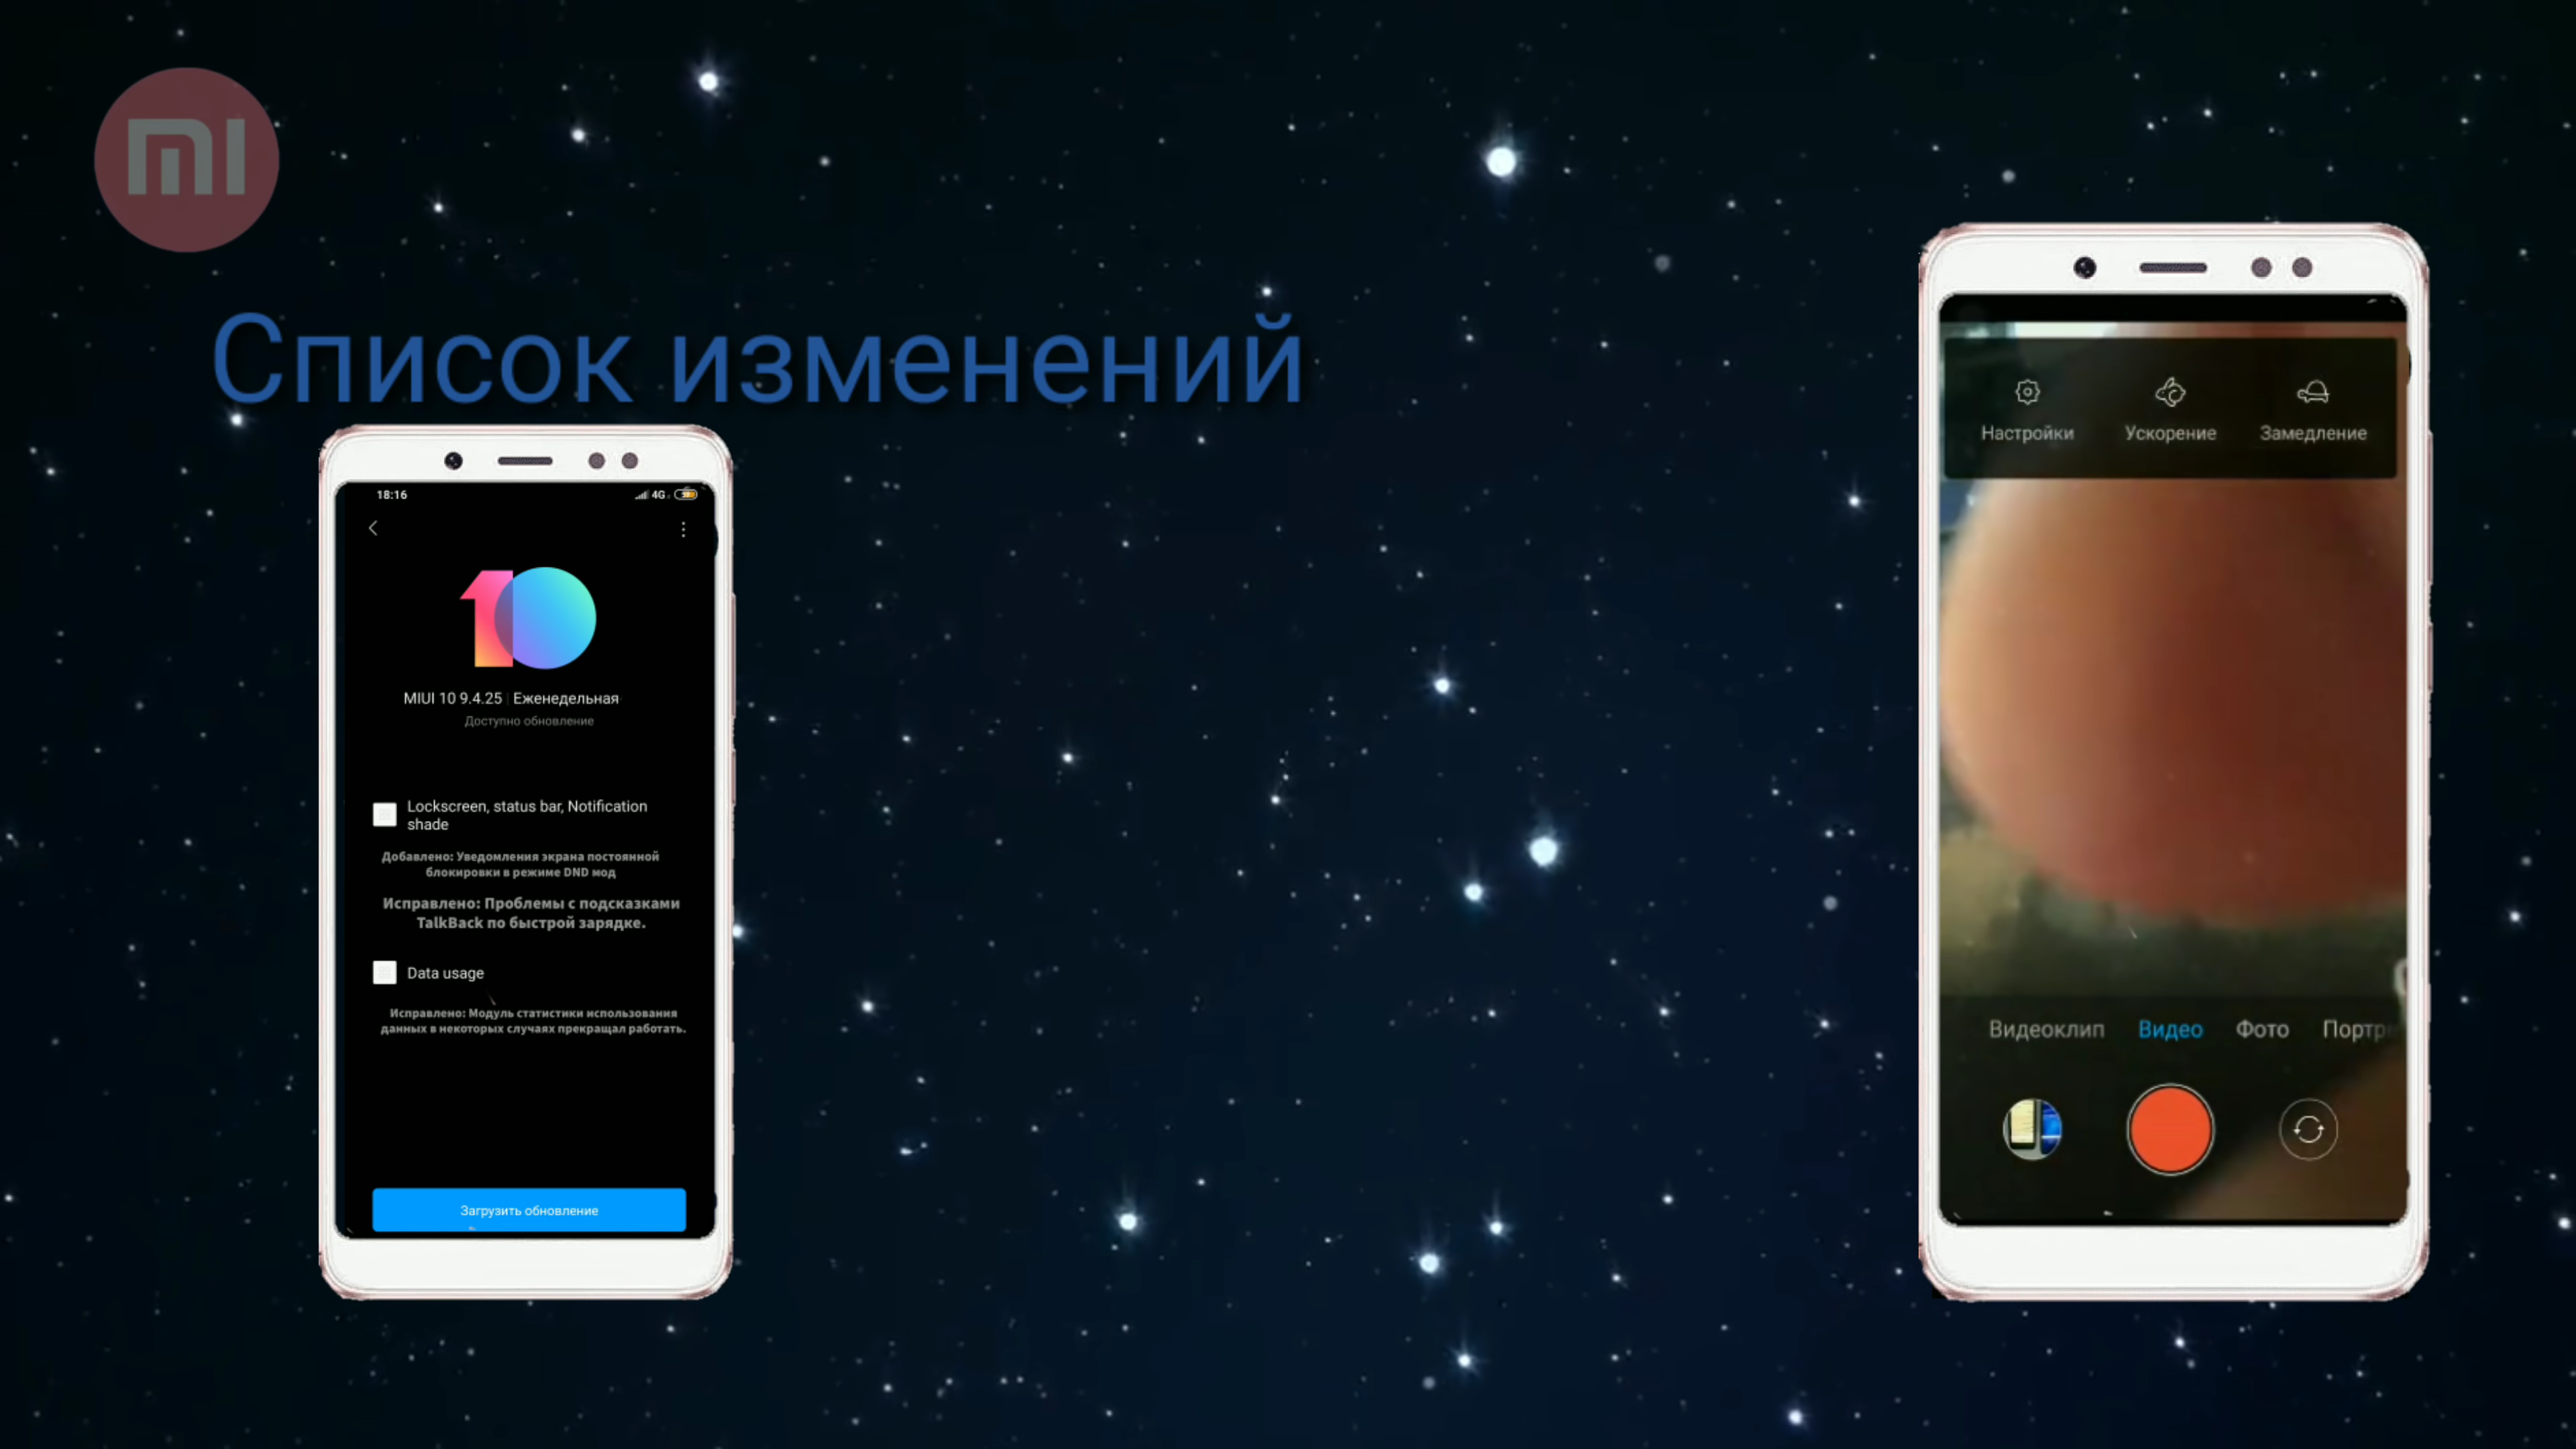 MI
Список изменений
18:16
4G
MIUI 10 9.4.25 | Еженедельная
Доступно обновление
Lockscreen, status bar, Notification
shade
Добавлено: Уведомления экрана постоянной
блокировки в режиме DND мод
Исправлено: Проблемы с подсказками
TalkBack по быстрой зарядке.
Data usage
Исправлено: Модуль статистики использования
данных в некоторых случаях прекращал работать.
Загрузить обновление
Настройки Ускорение Замедление
Видеоклип Видео Фото Портр